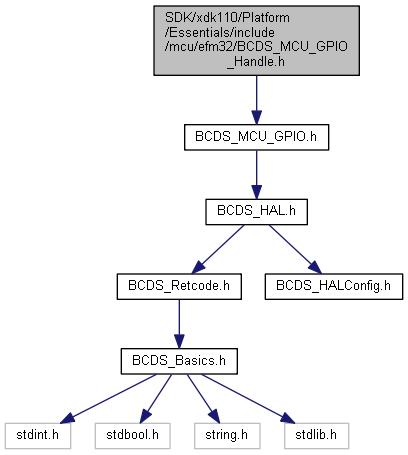 SDK/xdk110/Platform
/Essentials/include
/mcu/efm32/BCDS_MCU_GPIO
_Handle.h
BCDS_MCU_GPIO.h
BCDS_HAL.h
BCDS_Retcode.h
BCDS_HALConfig.h
BCDS_Basics.h
stdint.h
stdbool.h
string.h
stdlib.h